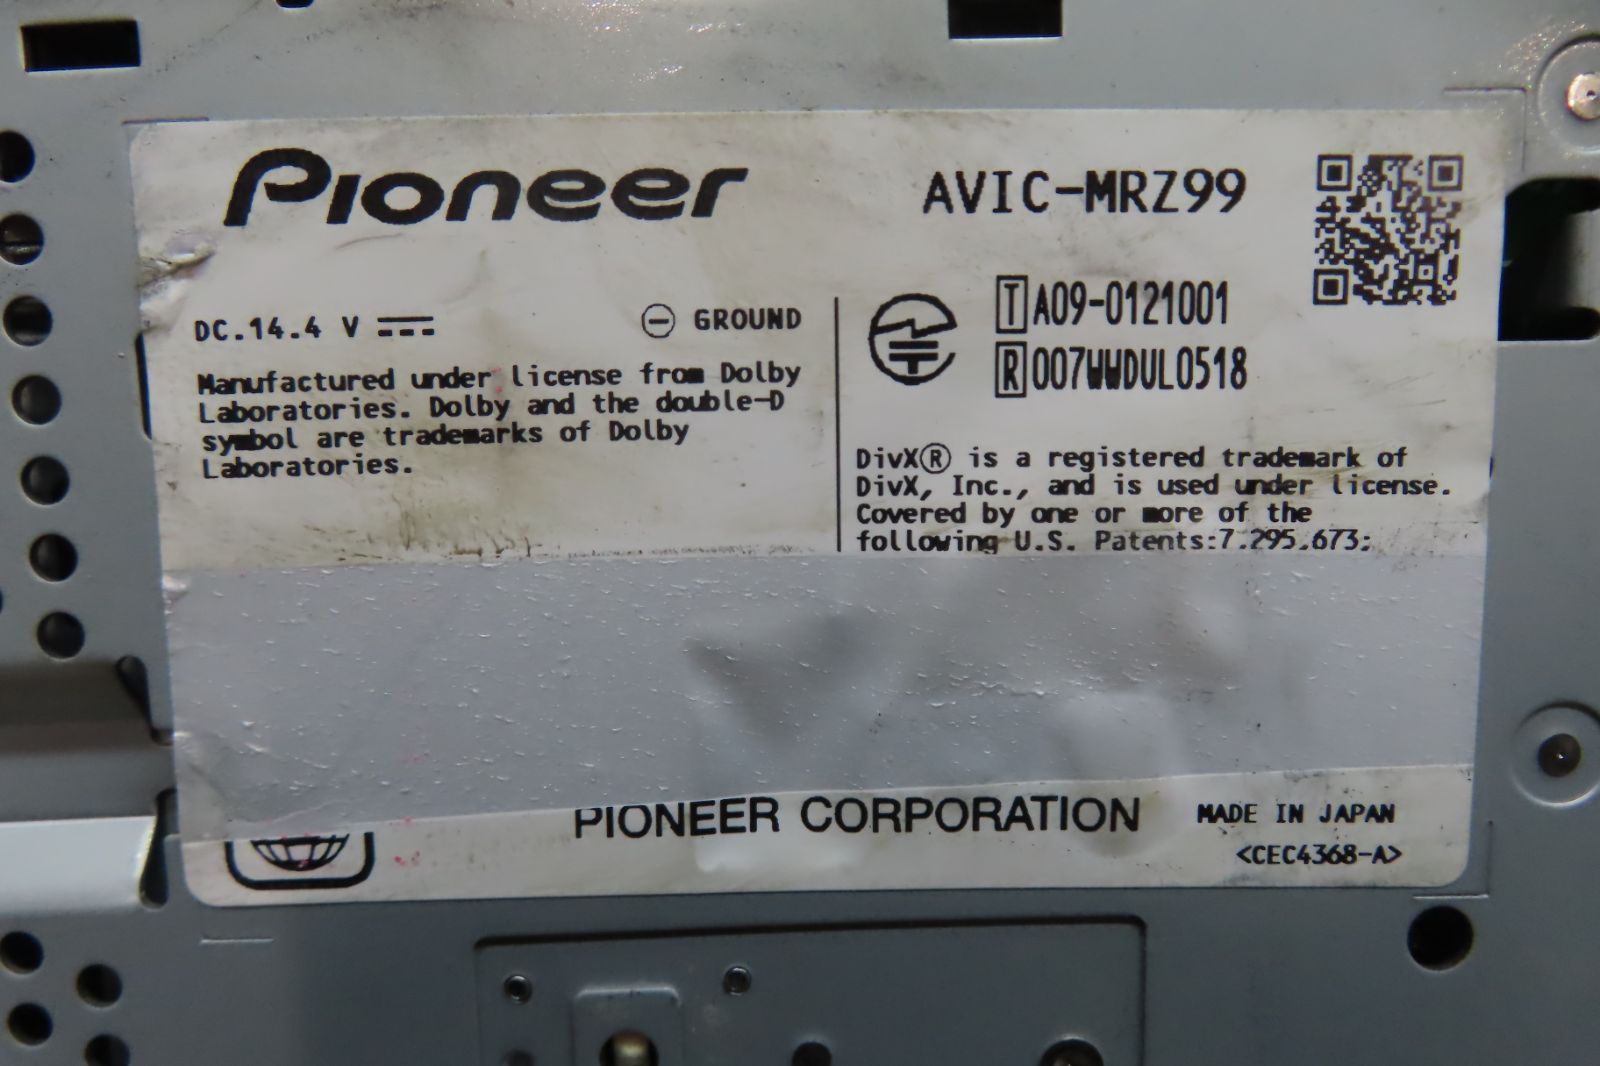 Pioneer
AVIC-MRZ99
DC.14.4 V
GROUND
Manufactured under license from Dolby
Laboratories. Dolby and the double-D
symbol are trademarks of Dolby
Laboratories.
T A09-0121001
R 007WWDUL0518
DivX® is a registered trademark of
DivX, Inc., and is used under license.
Covered by one or more of the
following U.S. Patents:7,295,673;
PIONEER CORPORATION
MADE IN JAPAN
<CEC4368-A>